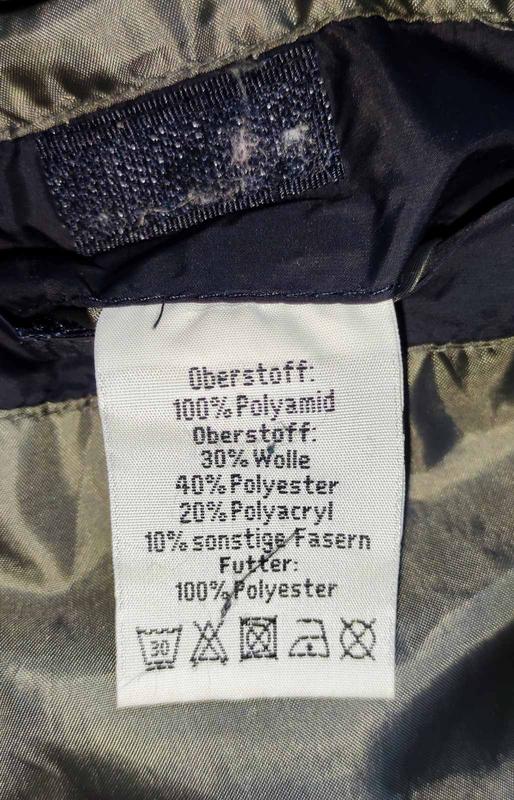 Oberstoff:
100% Polyamid
Oberstoff:
30% Wolle
40% Polyester
20% Polyacryl
10% sonstige Fasern
Futter:
100% Polyester
30